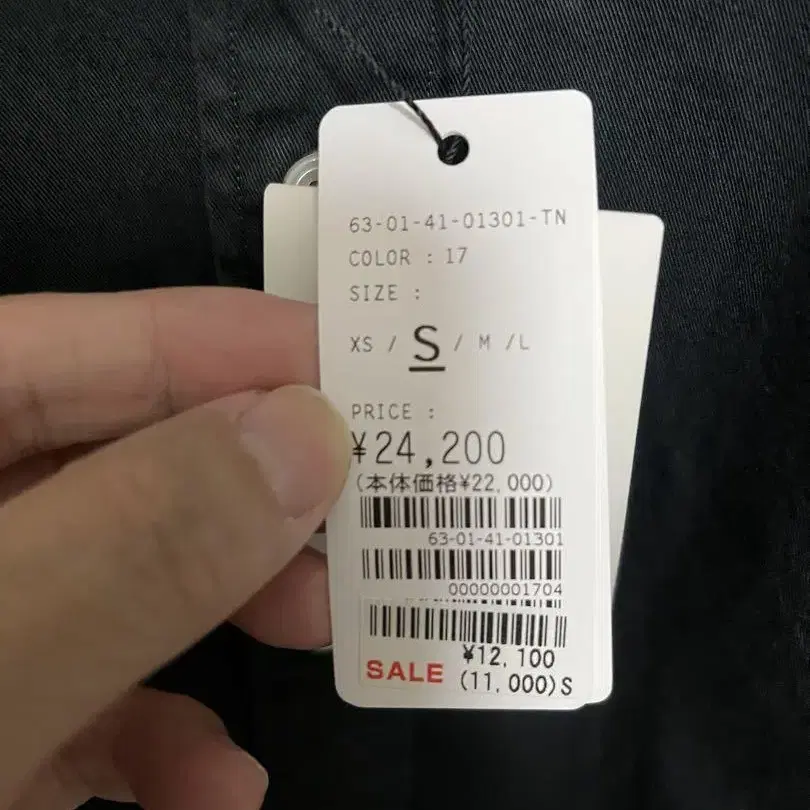 63-01-41-01301-TN
COLOR : 17
SIZE :
XS / S / M /L
PRICE :
¥24,200
(本体価格¥22,000)
63-01-41-01301
00000001704
¥12,100
SALE (11,000)S